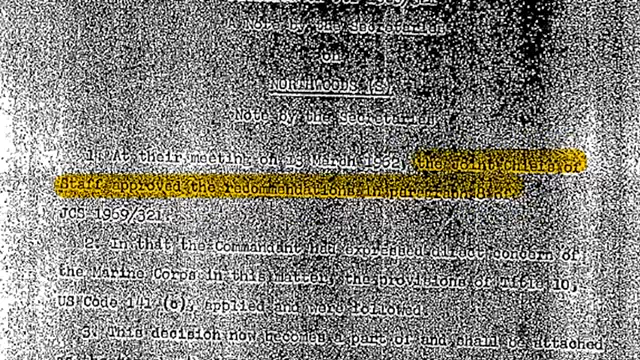 Note by the Secretaries
on
NORTHWOODS (S)
Note by the Secretaries
1. At their meeting on 13 March 1962, the Joint Chiefs of
Staff approved the recommendations in paragraph
JCS 1969/321.
2. In that the Commandant had expressed direct concern of
the Marine Corps in this matter, the provisions of Title 10,
US Code 141 (c), applied and were followed.
3. This decision now becomes a part of and shall be attached